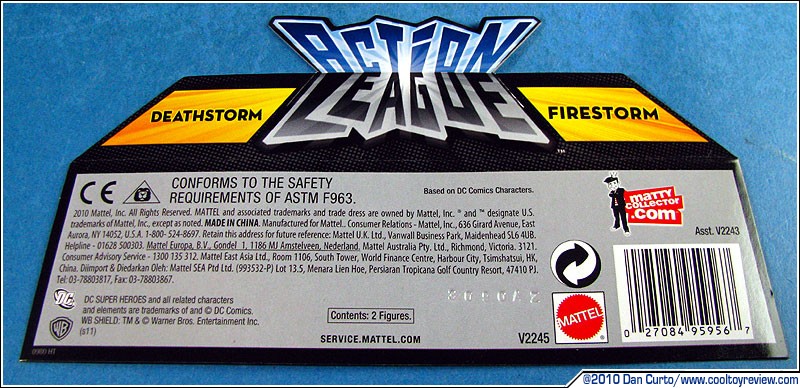 ACTION
LEAGUE
™
DEATHSTORM
FIRESTORM
CE
CONFORMS TO THE SAFETY
REQUIREMENTS OF ASTM F963.
Based on DC Comics Characters.
2010 Mattel, Inc. All Rights Reserved. MATTEL and associated trademarks and trade dress are owned by Mattel, Inc. ® and ™ designate U.S.
trademarks of Mattel, Inc., except as noted. MADE IN CHINA. Manufactured for Mattel.. Consumer Relations - Mattel, Inc., 636 Girard Avenue, East
Aurora, NY 14052, U.S.A. 1-800- 524-8697. Retain this address for future reference: Mattel U.K. Ltd., Vanwall Business Park, Maidenhead SL6 4UB.
Helpline - 01628 500303. Mattel Europa, B.V., Gondel 1, 1186 MJ Amstelveen, Nederland. Mattel Australia Pty. Ltd., Richmond, Victoria. 3121.
Consumer Advisory Service - 1300 135 312. Mattel East Asia Ltd., Room 1106, South Tower, World Finance Centre, Harbour City, Tsimshatsui, HK,
China. Diimport & Diedarkan Oleh: Mattel SEA Ptd Ltd. (993532-P) Lot 13.5, Menara Lien Hoe, Persiaran Tropicana Golf Country Resort, 47410 PJ.
Tel: 03-78803817, Fax: 03-78803867.
MATTY
COLLECTOR
.com
Asst. V2243
DC
DC SUPER HEROES and all related characters
and elements are trademarks of and © DC Comics.
WB SHIELD: TM & © Warner Bros. Entertainment Inc.
(s11)
WB
Contents: 2 Figures.
SERVICE.MATTEL.COM
V2245
MATTEL
0 27084 95956 7
0900 HT
©2010 Dan Curto/www.cooltoyreview.com